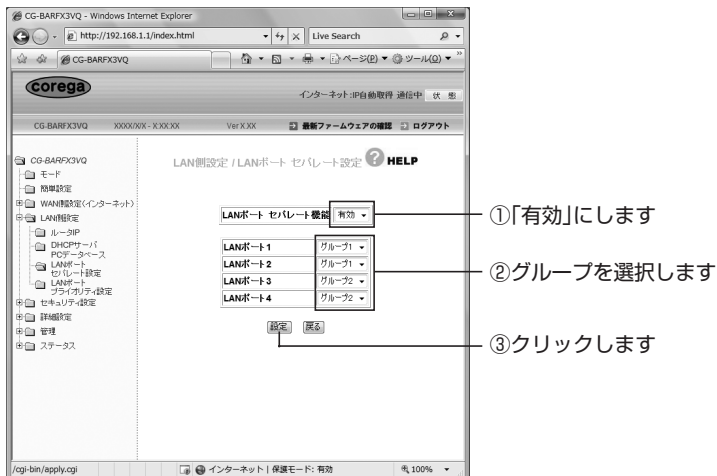 CG-BARFX3VQ - Windows Internet Explorer
http://192.168.1.1/index.html
Live Search
CG-BARFX3VQ
ページ(P) ツール(O) »
corega
インターネット:IP自動取得 通信中 状 態
CG-BARFX3VQ XXXX/X/X - X:XX:XX Ver X.XX 最新ファームウェアの確認 ログアウト
CG-BARFX3VQ
モード
簡単設定
WAN側設定(インターネット)
LAN側設定
ルータIP
DHCPサーバ
PCデータベース
LANポート
セパレート設定
LANポート
プライオリティ設定
セキュリティ設定
詳細設定
管理
ステータス
LAN側設定 / LANポート セパレート設定 ? HELP
LANポート セパレート機能 有効
LANポート1 グループ1
LANポート2 グループ1
LANポート3 グループ2
LANポート4 グループ2
設定 戻る
①「有効」にします
②グループを選択します
③クリックします
/cgi-bin/apply.cgi インターネット | 保護モード: 有効 100%